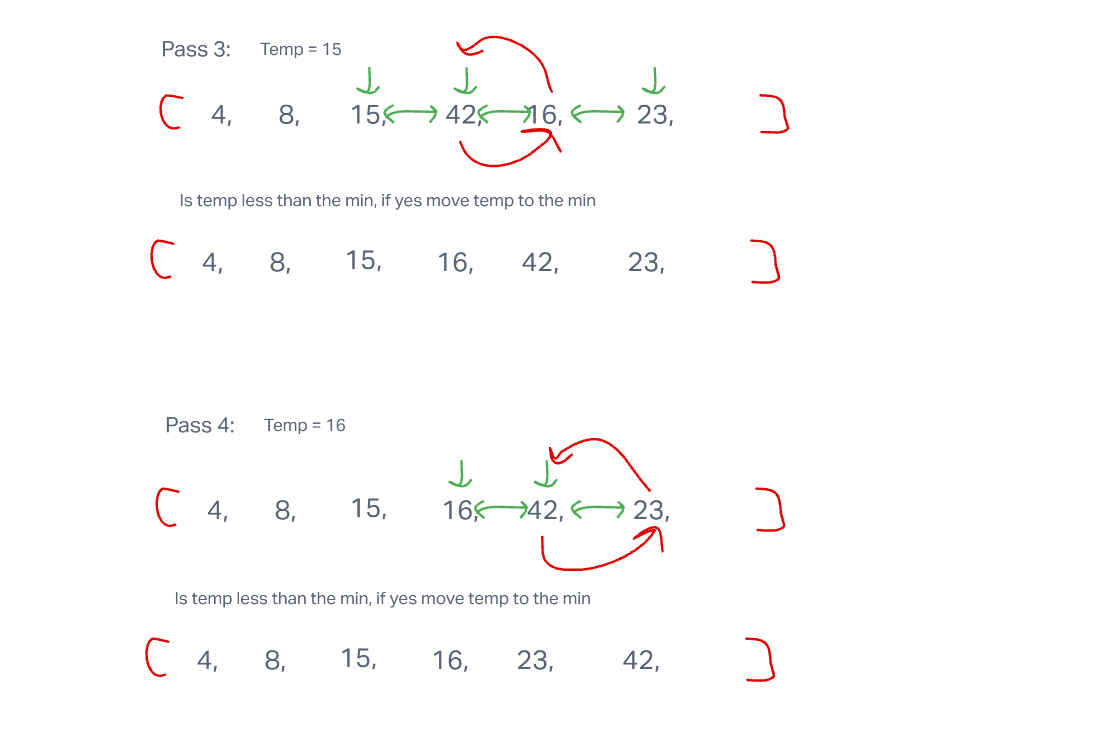 Pass 3: Temp = 15
[ 4, 8, 15, 42, 16, 23, ]
Is temp less than the min, if yes move temp to the min
[ 4, 8, 15, 16, 42, 23, ]
Pass 4: Temp = 16
[ 4, 8, 15, 16, 42, 23, ]
Is temp less than the min, if yes move temp to the min
[ 4, 8, 15, 16, 23, 42, ]